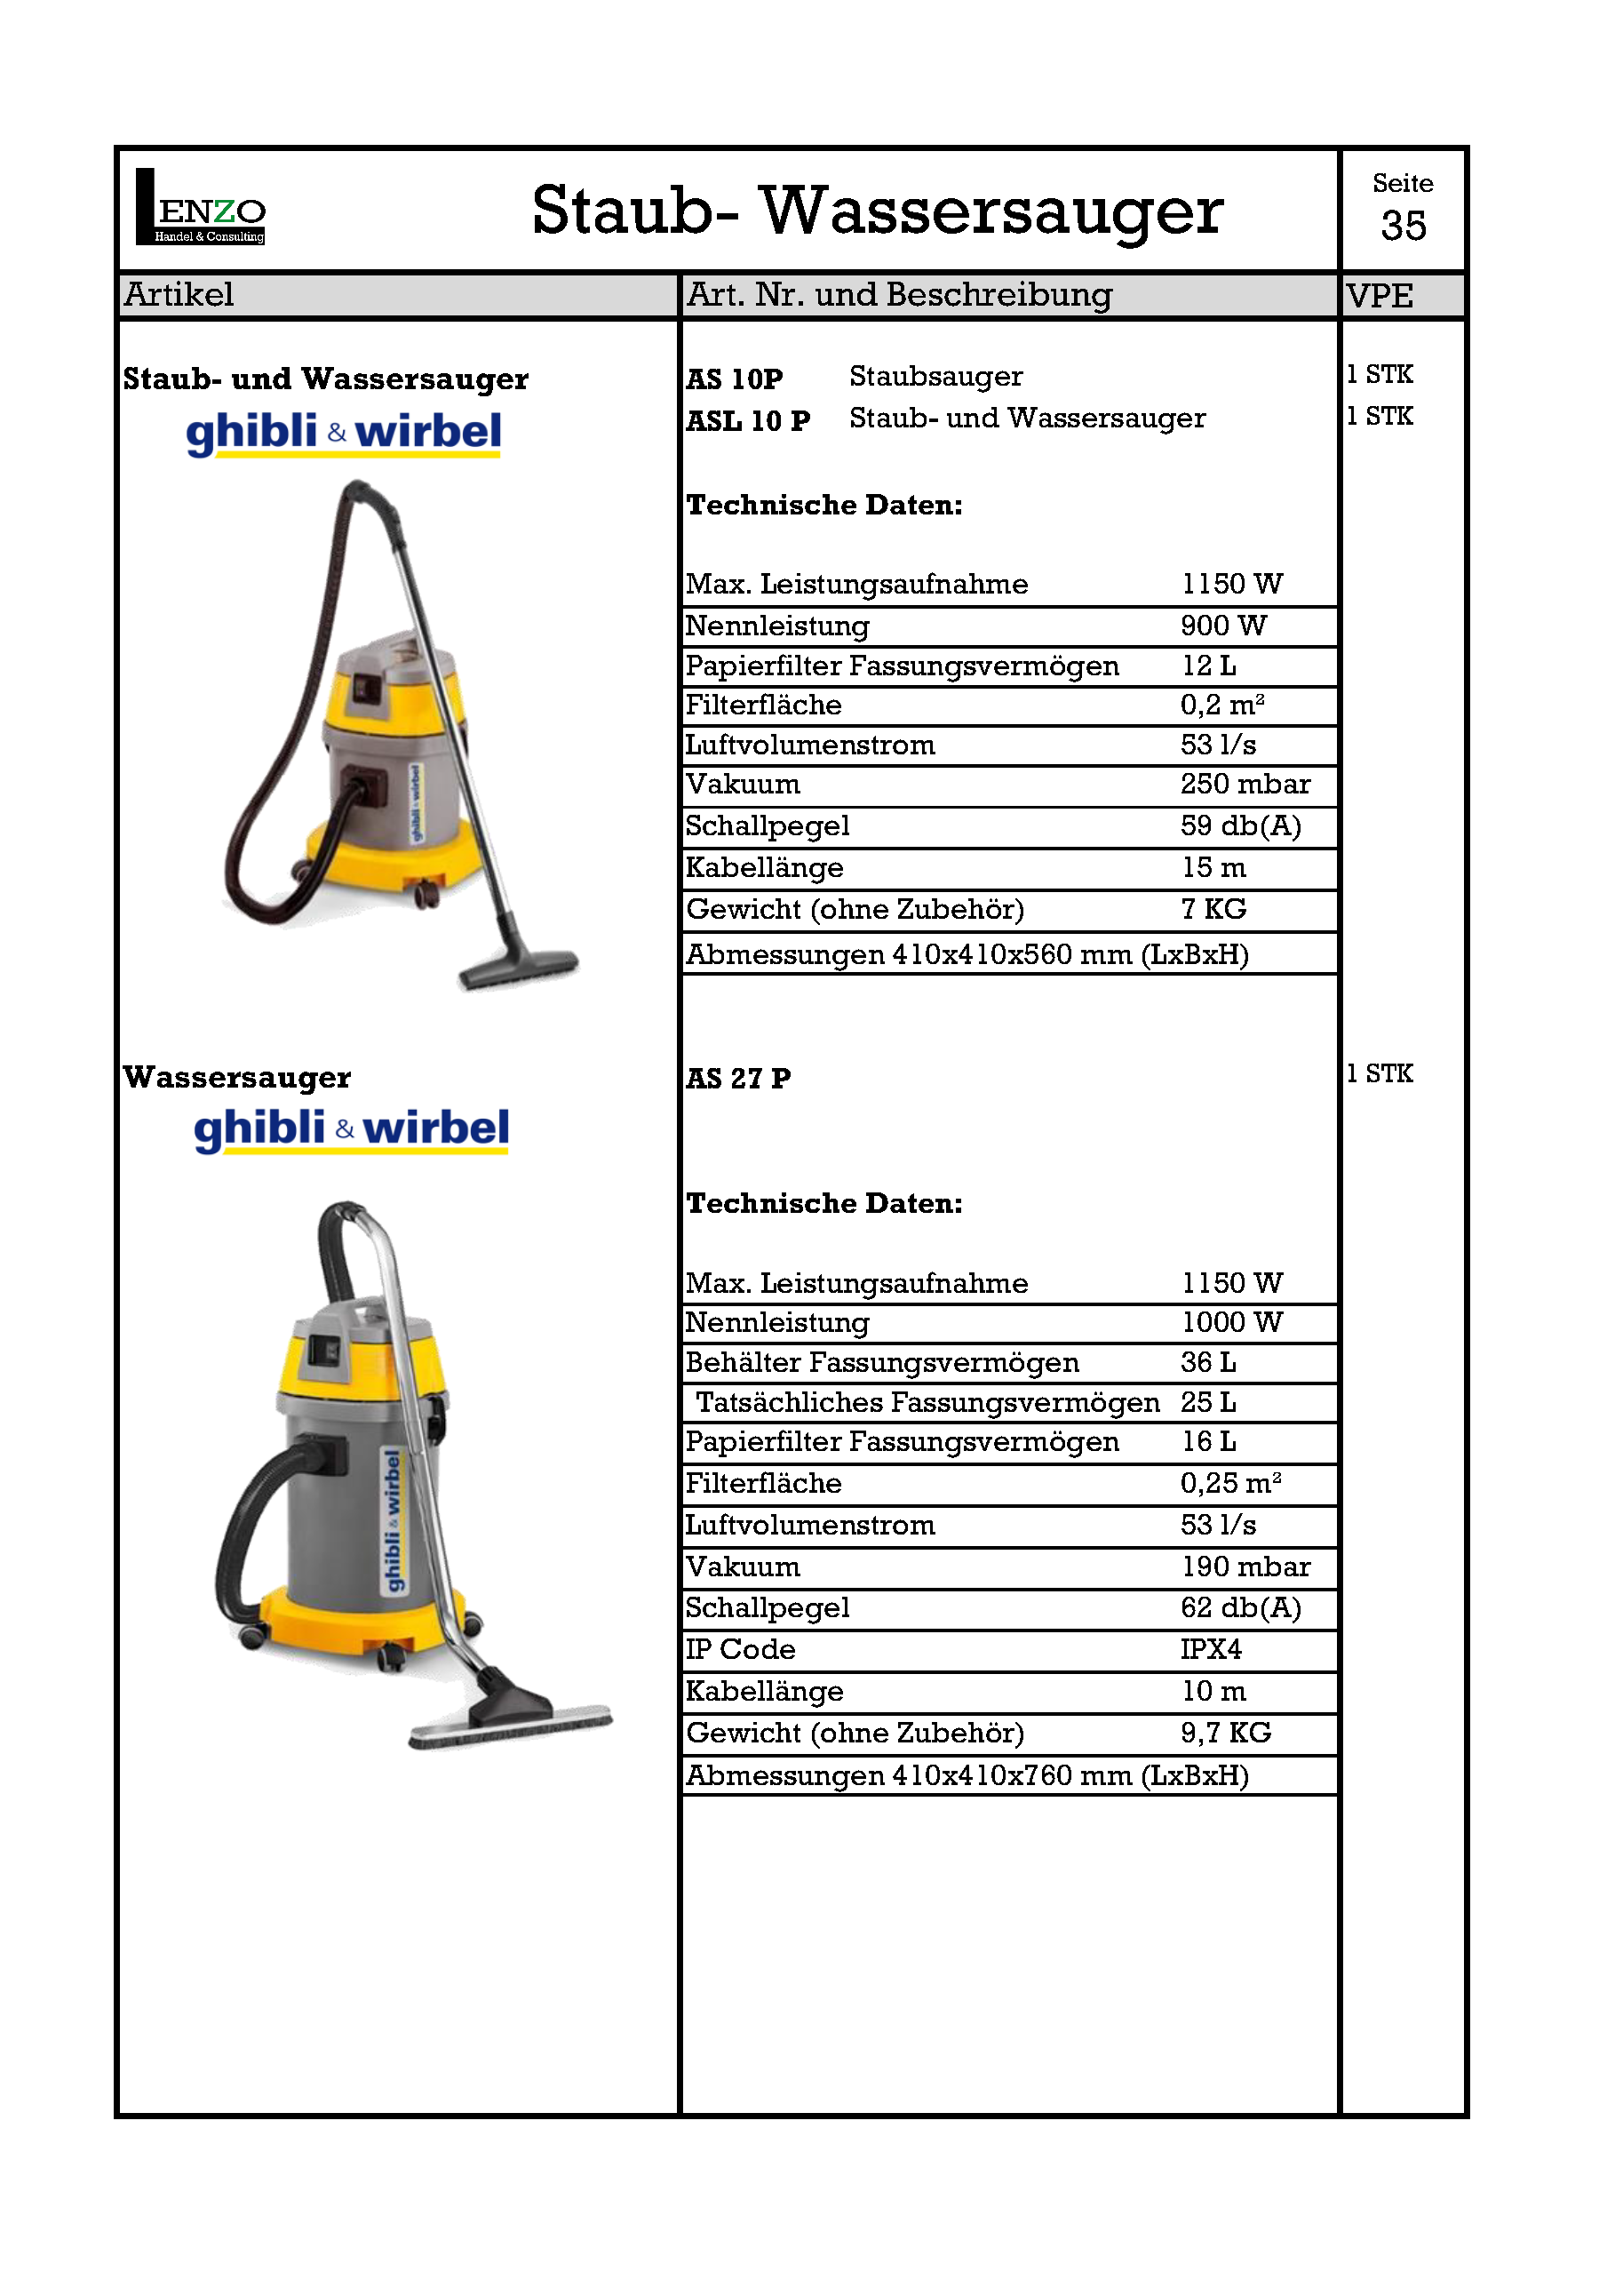 LENZO
Handel & Consulting
Staub- Wassersauger
Seite
35
Artikel
Art. Nr. und Beschreibung
VPE
Staub- und Wassersauger
ghibli & wirbel
ghibli & wirbel
AS 10P Staubsauger 1 STK
ASL 10 P Staub- und Wassersauger 1 STK
Technische Daten:
Max. Leistungsaufnahme 1150 W
Nennleistung 900 W
Papierfilter Fassungsvermögen 12 L
Filterfläche 0,2 m²
Luftvolumenstrom 53 l/s
Vakuum 250 mbar
Schallpegel 59 db(A)
Kabellänge 15 m
Gewicht (ohne Zubehör) 7 KG
Abmessungen 410x410x560 mm (LxBxH)
Wassersauger
ghibli & wirbel
ghibli & wirbel
AS 27 P 1 STK
Technische Daten:
Max. Leistungsaufnahme 1150 W
Nennleistung 1000 W
Behälter Fassungsvermögen 36 L
Tatsächliches Fassungsvermögen 25 L
Papierfilter Fassungsvermögen 16 L
Filterfläche 0,25 m²
Luftvolumenstrom 53 l/s
Vakuum 190 mbar
Schallpegel 62 db(A)
IP Code IPX4
Kabellänge 10 m
Gewicht (ohne Zubehör) 9,7 KG
Abmessungen 410x410x760 mm (LxBxH)